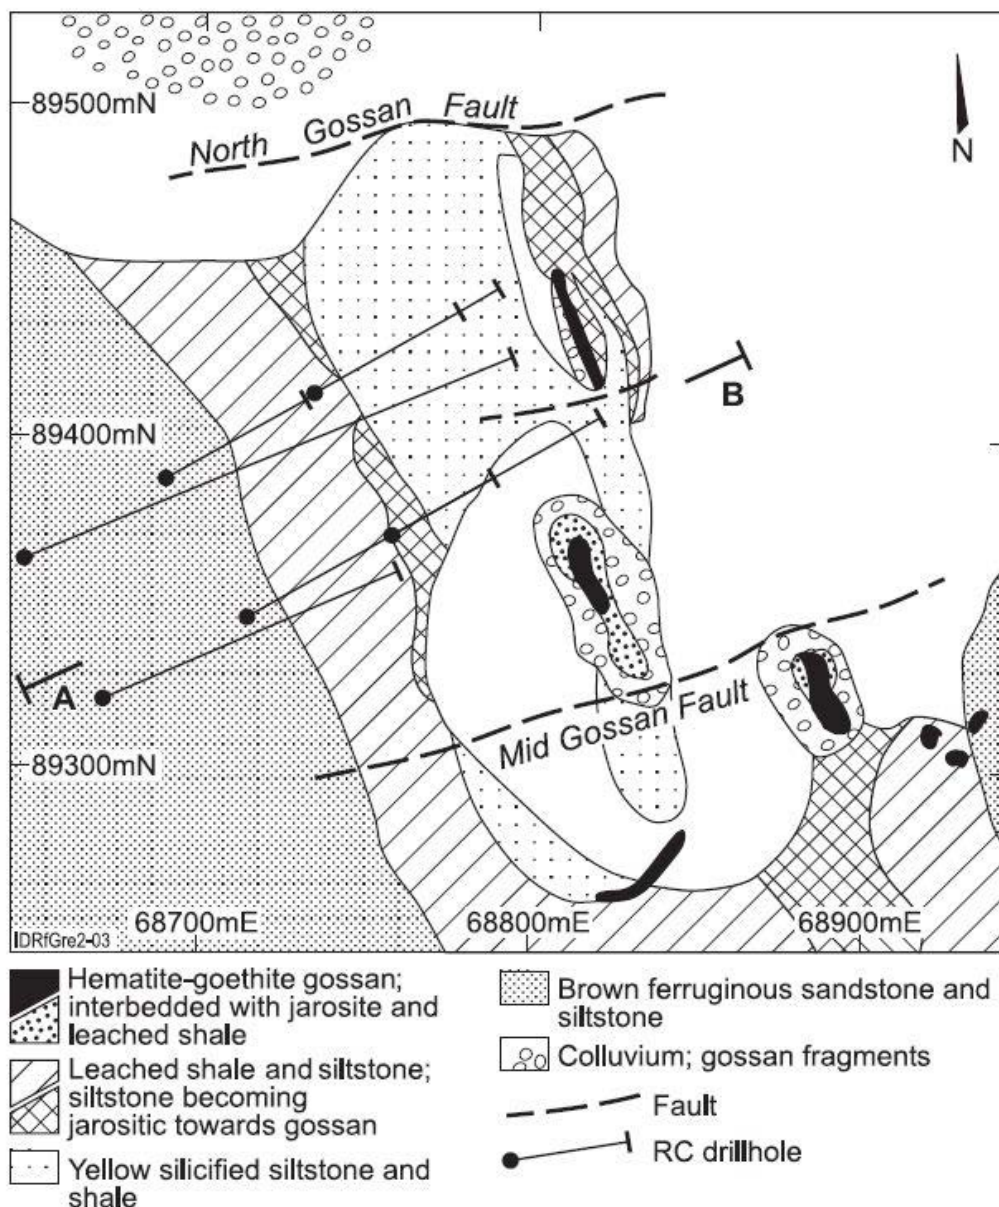 89500mN
North Gossan Fault
N
B
89400mN
A
Mid Gossan Fault
89300mN
68700mE
68800mE
68900mE
IDRfGre2-03
Hematite–goethite gossan;
interbedded with jarosite and
leached shale
Leached shale and siltstone;
siltstone becoming
jarositic towards gossan
Yellow silicified siltstone and
shale
Brown ferruginous sandstone and
siltstone
Colluvium; gossan fragments
Fault
RC drillhole